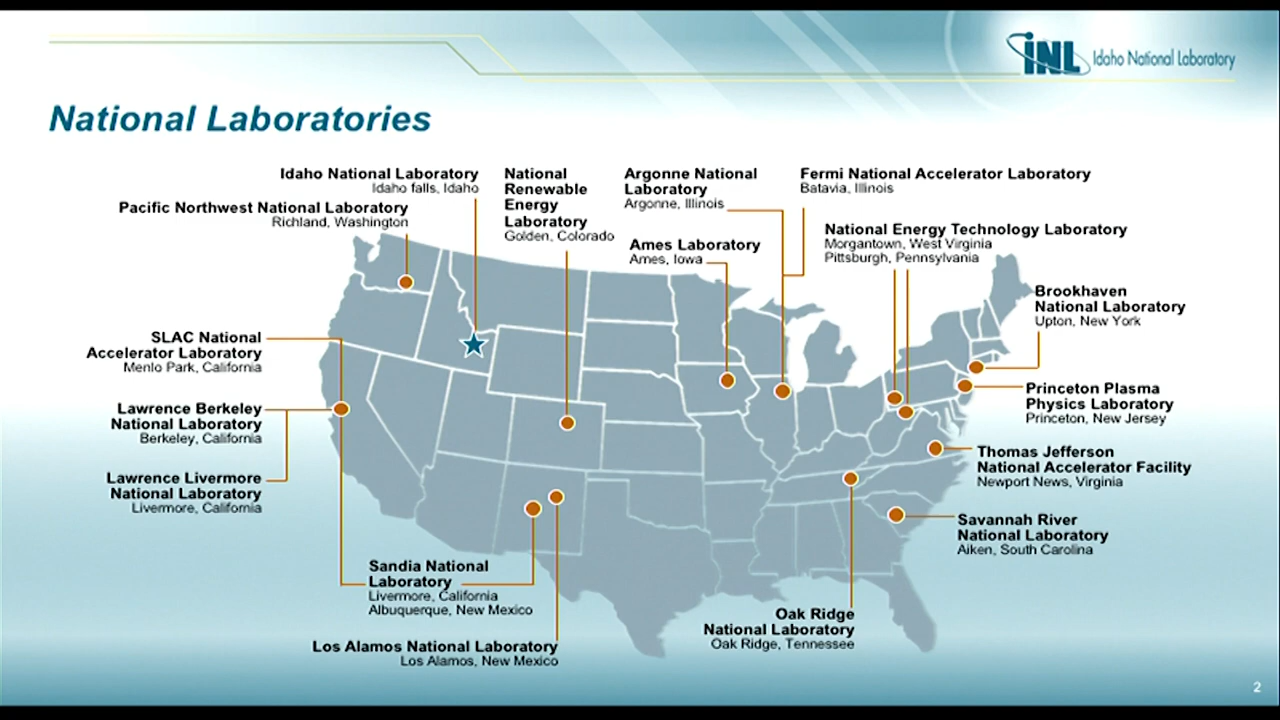 iNL Idaho National Laboratory
National Laboratories
Idaho National Laboratory
Idaho falls, Idaho
Pacific Northwest National Laboratory
Richland, Washington
National
Renewable
Energy
Laboratory
Golden, Colorado
Argonne National
Laboratory
Argonne, Illinois
Ames Laboratory
Ames, Iowa
Fermi National Accelerator Laboratory
Batavia, Illinois
National Energy Technology Laboratory
Morgantown, West Virginia
Pittsburgh, Pennsylvania
Brookhaven
National Laboratory
Upton, New York
SLAC National
Accelerator Laboratory
Menlo Park, California
Lawrence Berkeley
National Laboratory
Berkeley, California
Lawrence Livermore
National Laboratory
Livermore, California
Princeton Plasma
Physics Laboratory
Princeton, New Jersey
Thomas Jefferson
National Accelerator Facility
Newport News, Virginia
Savannah River
National Laboratory
Aiken, South Carolina
Sandia National
Laboratory
Livermore, California
Albuquerque, New Mexico
Los Alamos National Laboratory
Los Alamos, New Mexico
Oak Ridge
National Laboratory
Oak Ridge, Tennessee
2